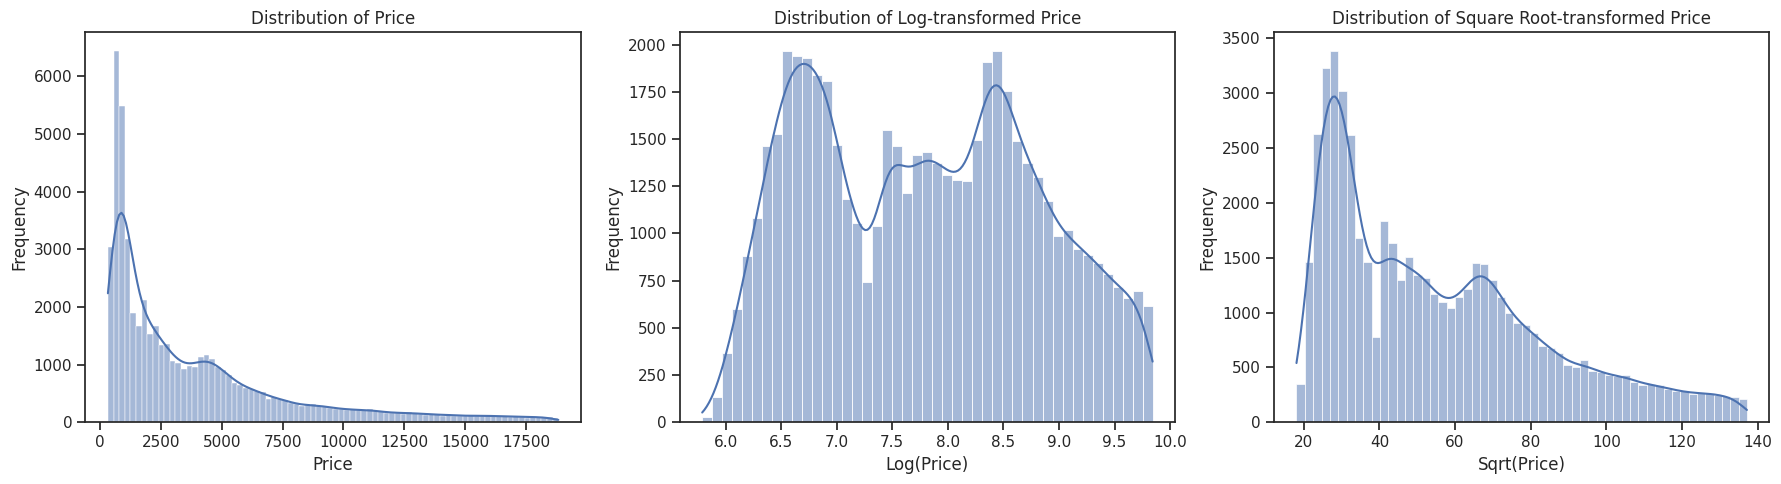 Distribution of Price
6000
5000
4000
3000
2000
1000
0
Frequency
0 2500 5000 7500 10000 12500 15000 17500
Price
Distribution of Log-transformed Price
2000
1750
1500
1250
1000
750
500
250
0
Frequency
6.0 6.5 7.0 7.5 8.0 8.5 9.0 9.5 10.0
Log(Price)
Distribution of Square Root-transformed Price
3500
3000
2500
2000
1500
1000
500
0
Frequency
20 40 60 80 100 120 140
Sqrt(Price)